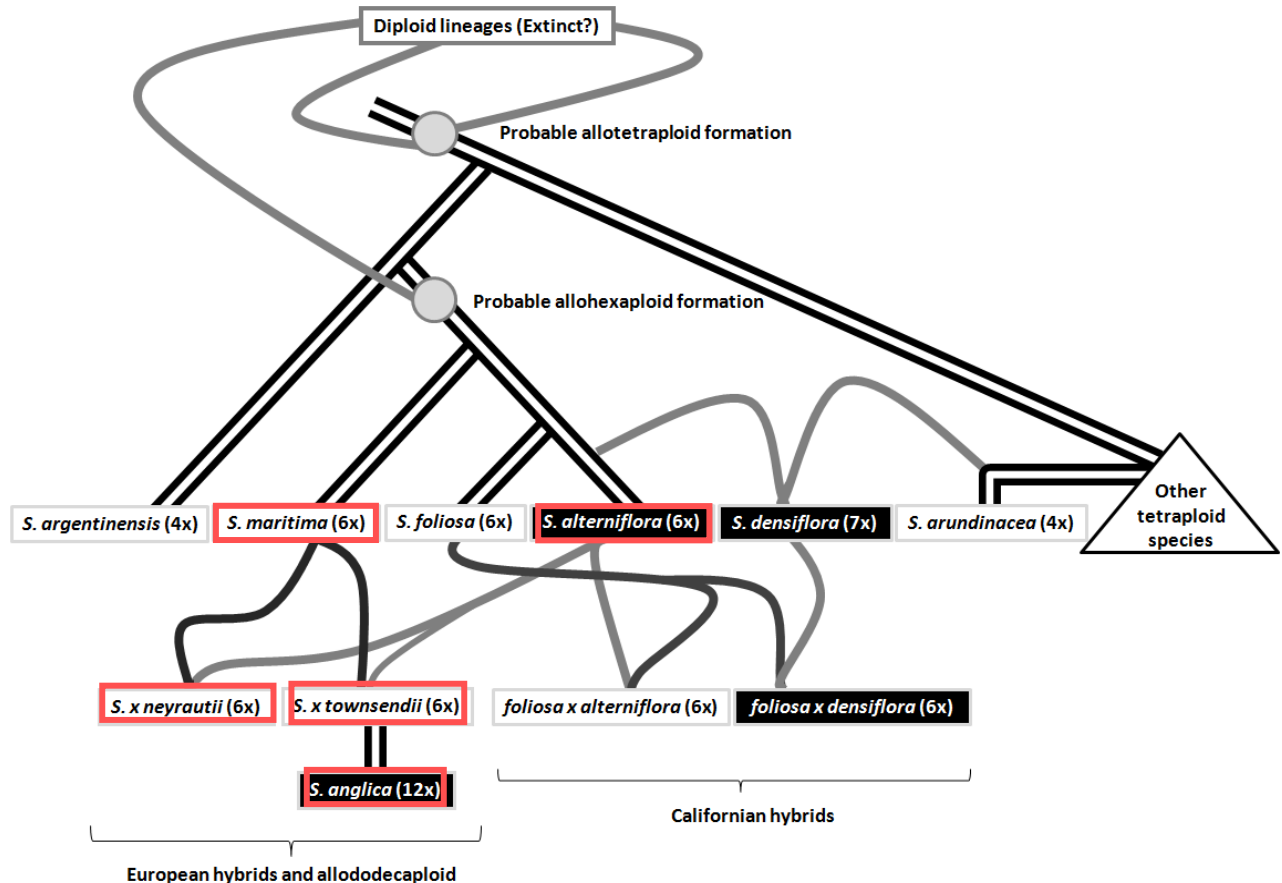 Diploid lineages (Extinct?)
Probable allotetraploid formation
Probable allohexaploid formation
S. argentinensis (4x)
S. maritima (6x)
S. foliosa (6x)
S. alterniflora (6x)
S. densiflora (7x)
S. arundinacea (4x)
Other
tetraploid
species
S. x neyrautii (6x)
S. x townsendii (6x)
foliosa x alterniflora (6x)
foliosa x densiflora (6x)
S. anglica (12x)
Californian hybrids
European hybrids and allododecaploid